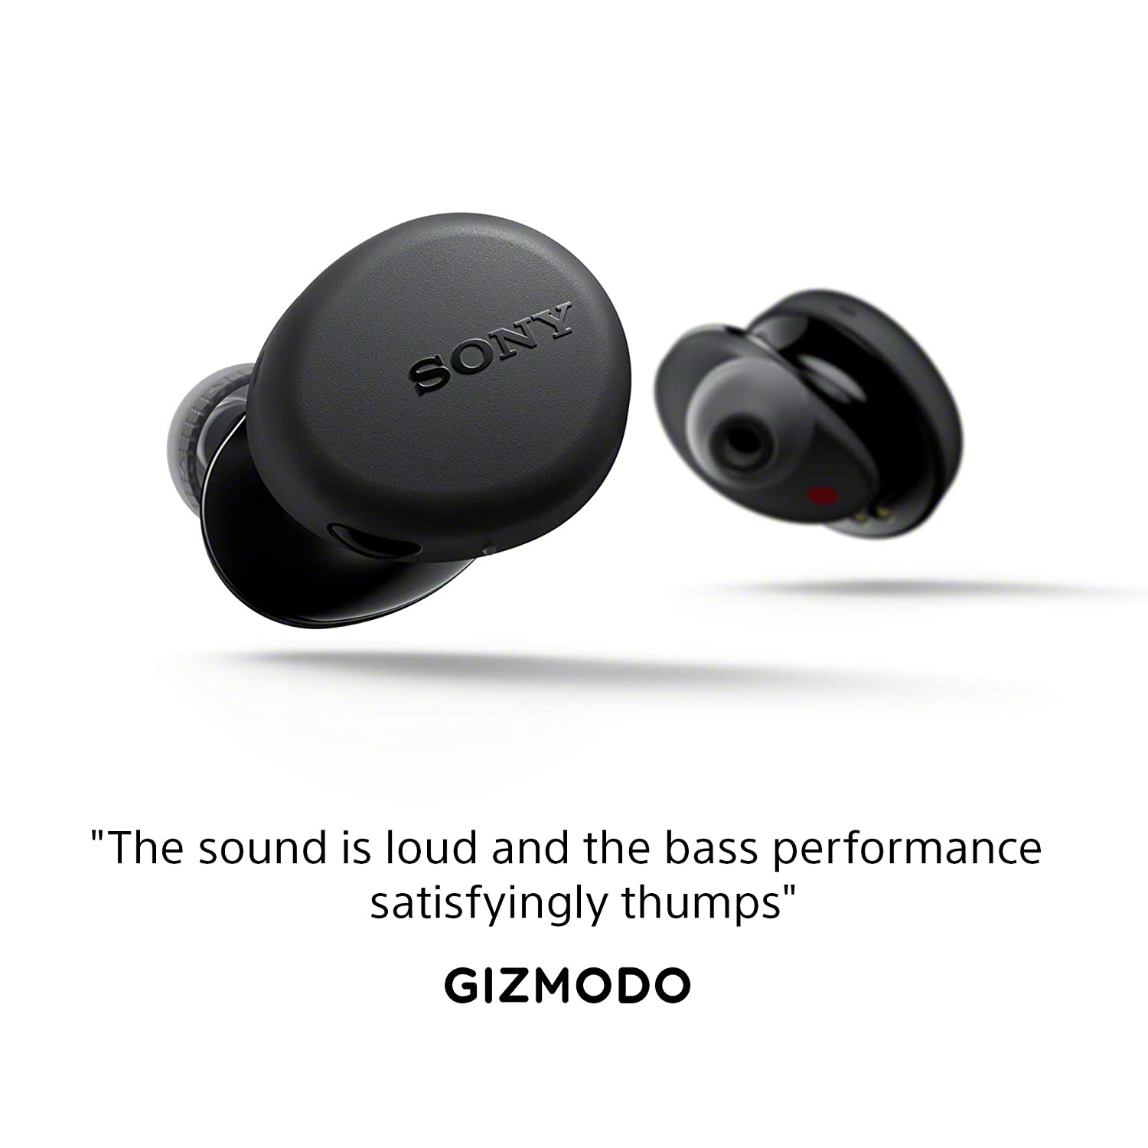 SONY
"The sound is loud and the bass performance
satisfyingly thumps"
GIZMODO